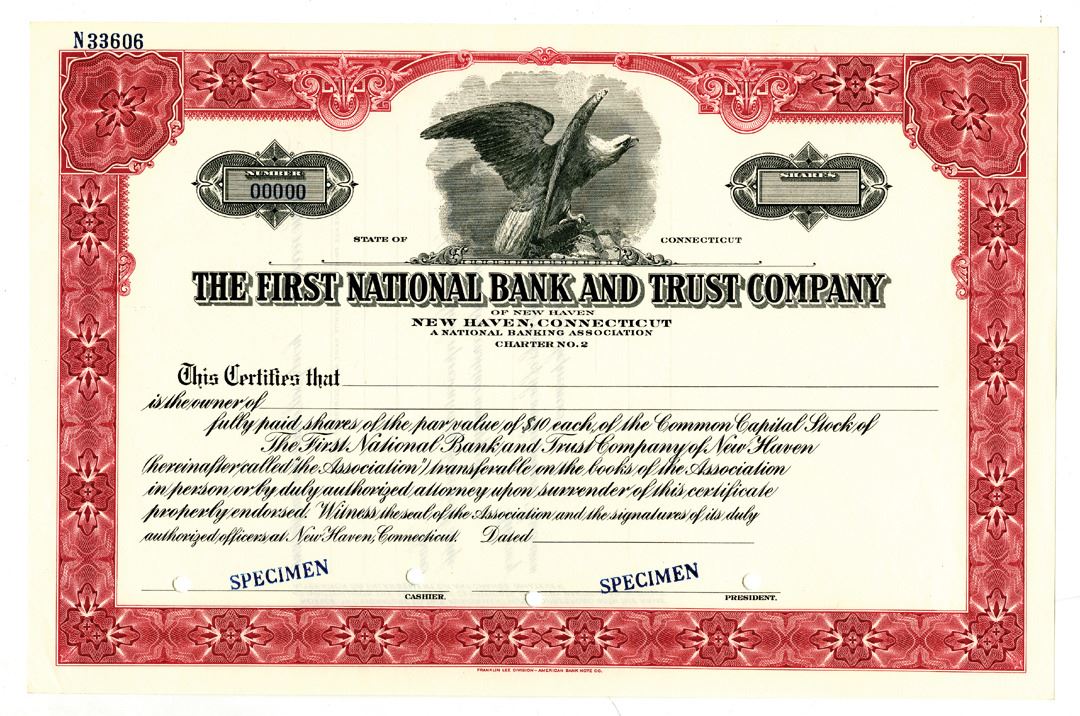 N33606
NUMBER
00000
SHARES
STATE OF CONNECTICUT
THE FIRST NATIONAL BANK AND TRUST COMPANY
OF NEW HAVEN
NEW HAVEN, CONNECTICUT
A NATIONAL BANKING ASSOCIATION
CHARTER NO. 2
This Certifies that
is the owner of
fully paid shares of the par value of $10 each, of the Common Capital Stock of
The First National Bank and Trust Company of New Haven
(hereinafter called "the Association") transferable on the books of the Association
in person or by duly authorized attorney upon surrender of this certificate
properly endorsed. Witness, the seal of the Association and the signatures of its duly
authorized officers at New Haven, Connecticut. Dated
SPECIMEN SPECIMEN
CASHIER. PRESIDENT.
FRANKLIN LEE DIVISION - AMERICAN BANK NOTE CO.